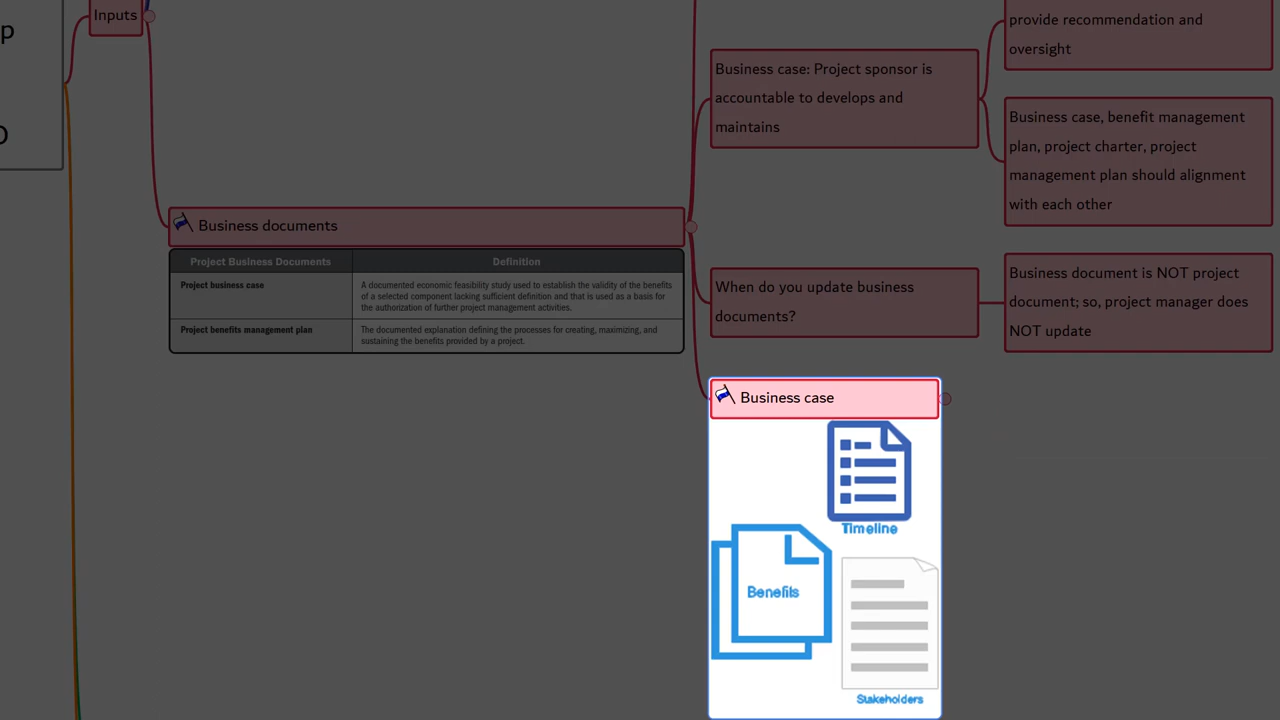 p
Inputs
Business documents
Project Business Documents
Definition
Project business case
A documented economic feasibility study used to establish the validity of the benefits
of a selected component lacking sufficient definition and that is used as a basis for
the authorization of further project management activities.
Project benefits management plan
The documented explanation defining the processes for creating, maximizing, and
sustaining the benefits provided by a project.
Business case: Project sponsor is
accountable to develops and
maintains
provide recommendation and
oversight
Business case, benefit management
plan, project charter, project
management plan should alignment
with each other
When do you update business
documents?
Business document is NOT project
document; so, project manager does
NOT update
Business case
Timeline
Benefits
Stakeholders